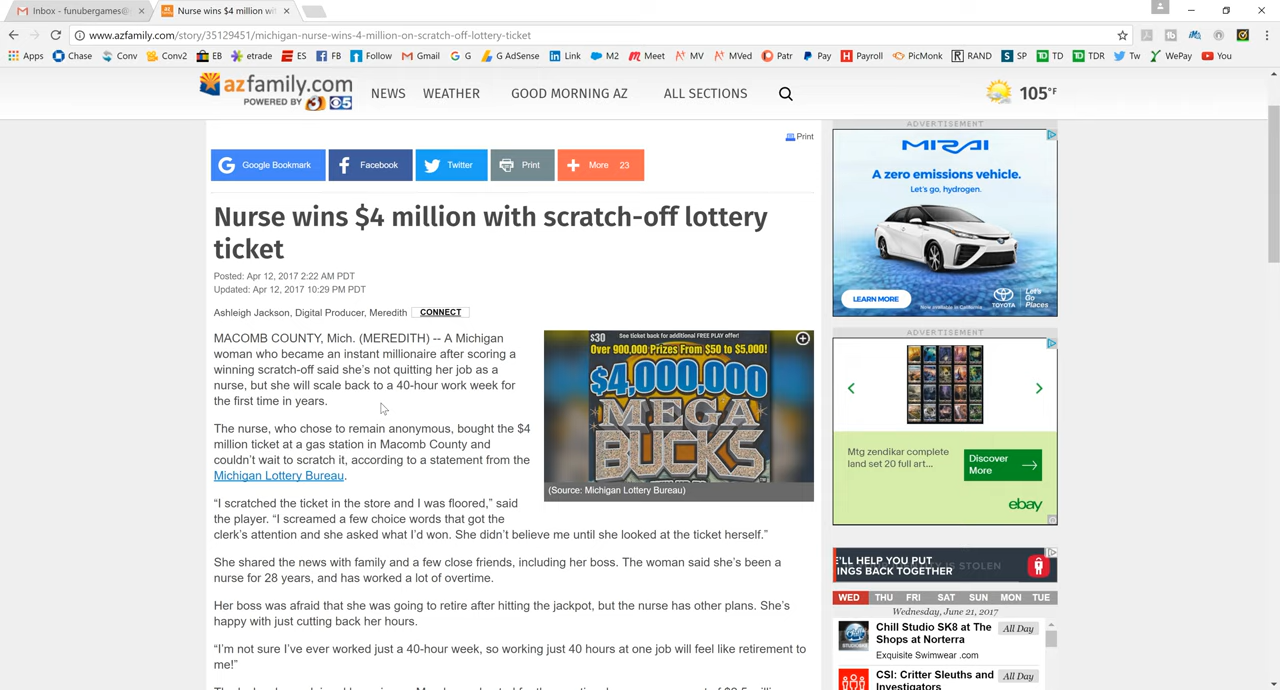 Inbox - funubergames@
Nurse wins $4 million wit
www.azfamily.com/story/35129451/michigan-nurse-wins-4-million-on-scratch-off-lottery-ticket
Apps Chase Conv Conv2 EB etrade ES FB Follow Gmail G G AdSense Link M2 Meet MV MVed Patr Pay Payroll PicMonk RAND SP TD TDR Tw WePay You
azfamily.com
POWERED BY 3 5
NEWS WEATHER GOOD MORNING AZ ALL SECTIONS
105°F
Print
Google Bookmark Facebook Twitter Print More 23
Nurse wins $4 million with scratch-off lottery
ticket
Posted: Apr 12, 2017 2:22 AM PDT
Updated: Apr 12, 2017 10:29 PM PDT
Ashleigh Jackson, Digital Producer, Meredith CONNECT
MACOMB COUNTY, Mich. (MEREDITH) -- A Michigan
woman who became an instant millionaire after scoring a
winning scratch-off said she's not quitting her job as a
nurse, but she will scale back to a 40-hour work week for
the first time in years.
The nurse, who chose to remain anonymous, bought the $4
million ticket at a gas station in Macomb County and
couldn't wait to scratch it, according to a statement from the
Michigan Lottery Bureau.
“I scratched the ticket in the store and I was floored,” said
the player. “I screamed a few choice words that got the
clerk's attention and she asked what I'd won. She didn't believe me until she looked at the ticket herself.”
She shared the news with family and a few close friends, including her boss. The woman said she's been a
nurse for 28 years, and has worked a lot of overtime.
Her boss was afraid that she was going to retire after hitting the jackpot, but the nurse has other plans. She's
happy with just cutting back her hours.
“I'm not sure I've ever worked just a 40-hour week, so working just 40 hours at one job will feel like retirement to
me!”
$30 See ticket back for additional FREE PLAY offer!
Over 900,000 Prizes From $50 to $5,000!
$4,000,000
MEGA
BUCKS
(Source: Michigan Lottery Bureau)
ADVERTISEMENT
MIRAI
A zero emissions vehicle.
Let's go, hydrogen.
LEARN MORE
TOYOTA
Let's
Go
Places
ADVERTISEMENT
Mtg zendikar complete
land set 20 full art...
Discover
More
ebay
E'LL HELP YOU PUT
INGS BACK TOGETHER
IS STOLEN
WED THU FRI SAT SUN MON TUE
Wednesday, June 21, 2017
Chill Studio SK8 at The
Shops at Norterra
All Day
Exquisite Swimwear .com
CSI: Critter Sleuths and
Investigators
All Day